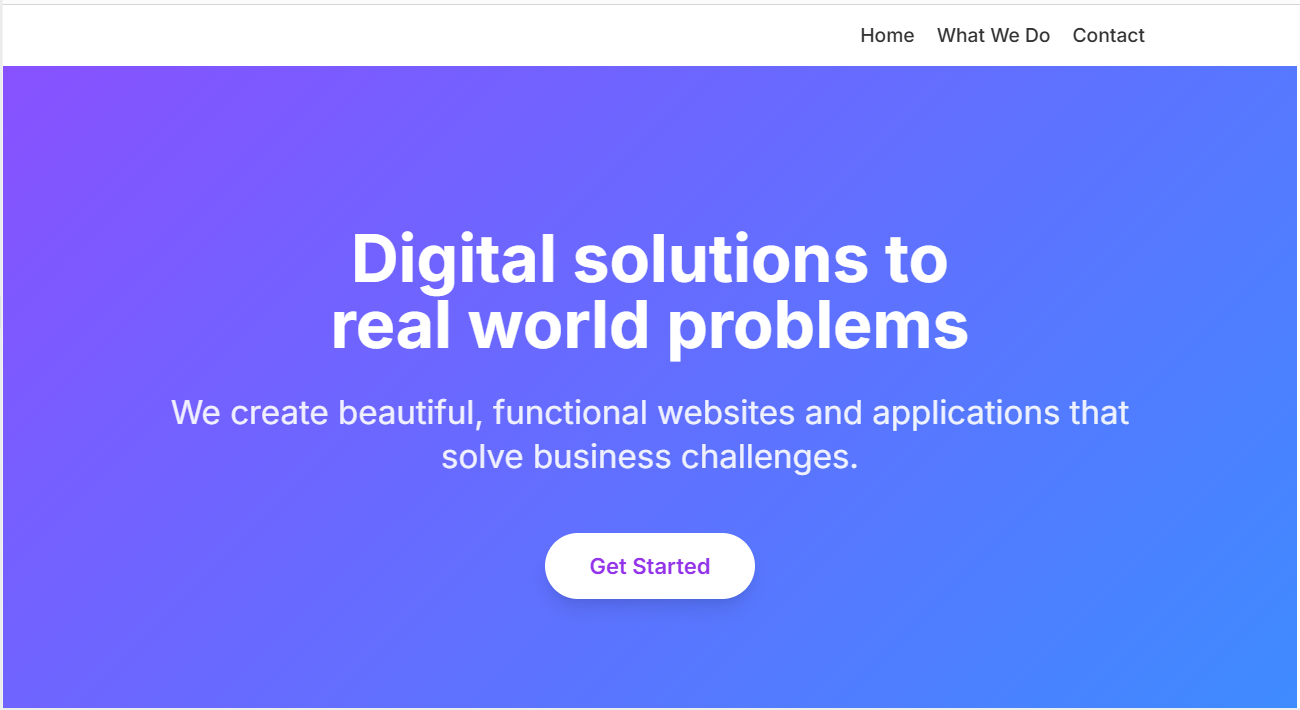 Home What We Do Contact
Digital solutions to
real world problems
We create beautiful, functional websites and applications that
solve business challenges.
Get Started